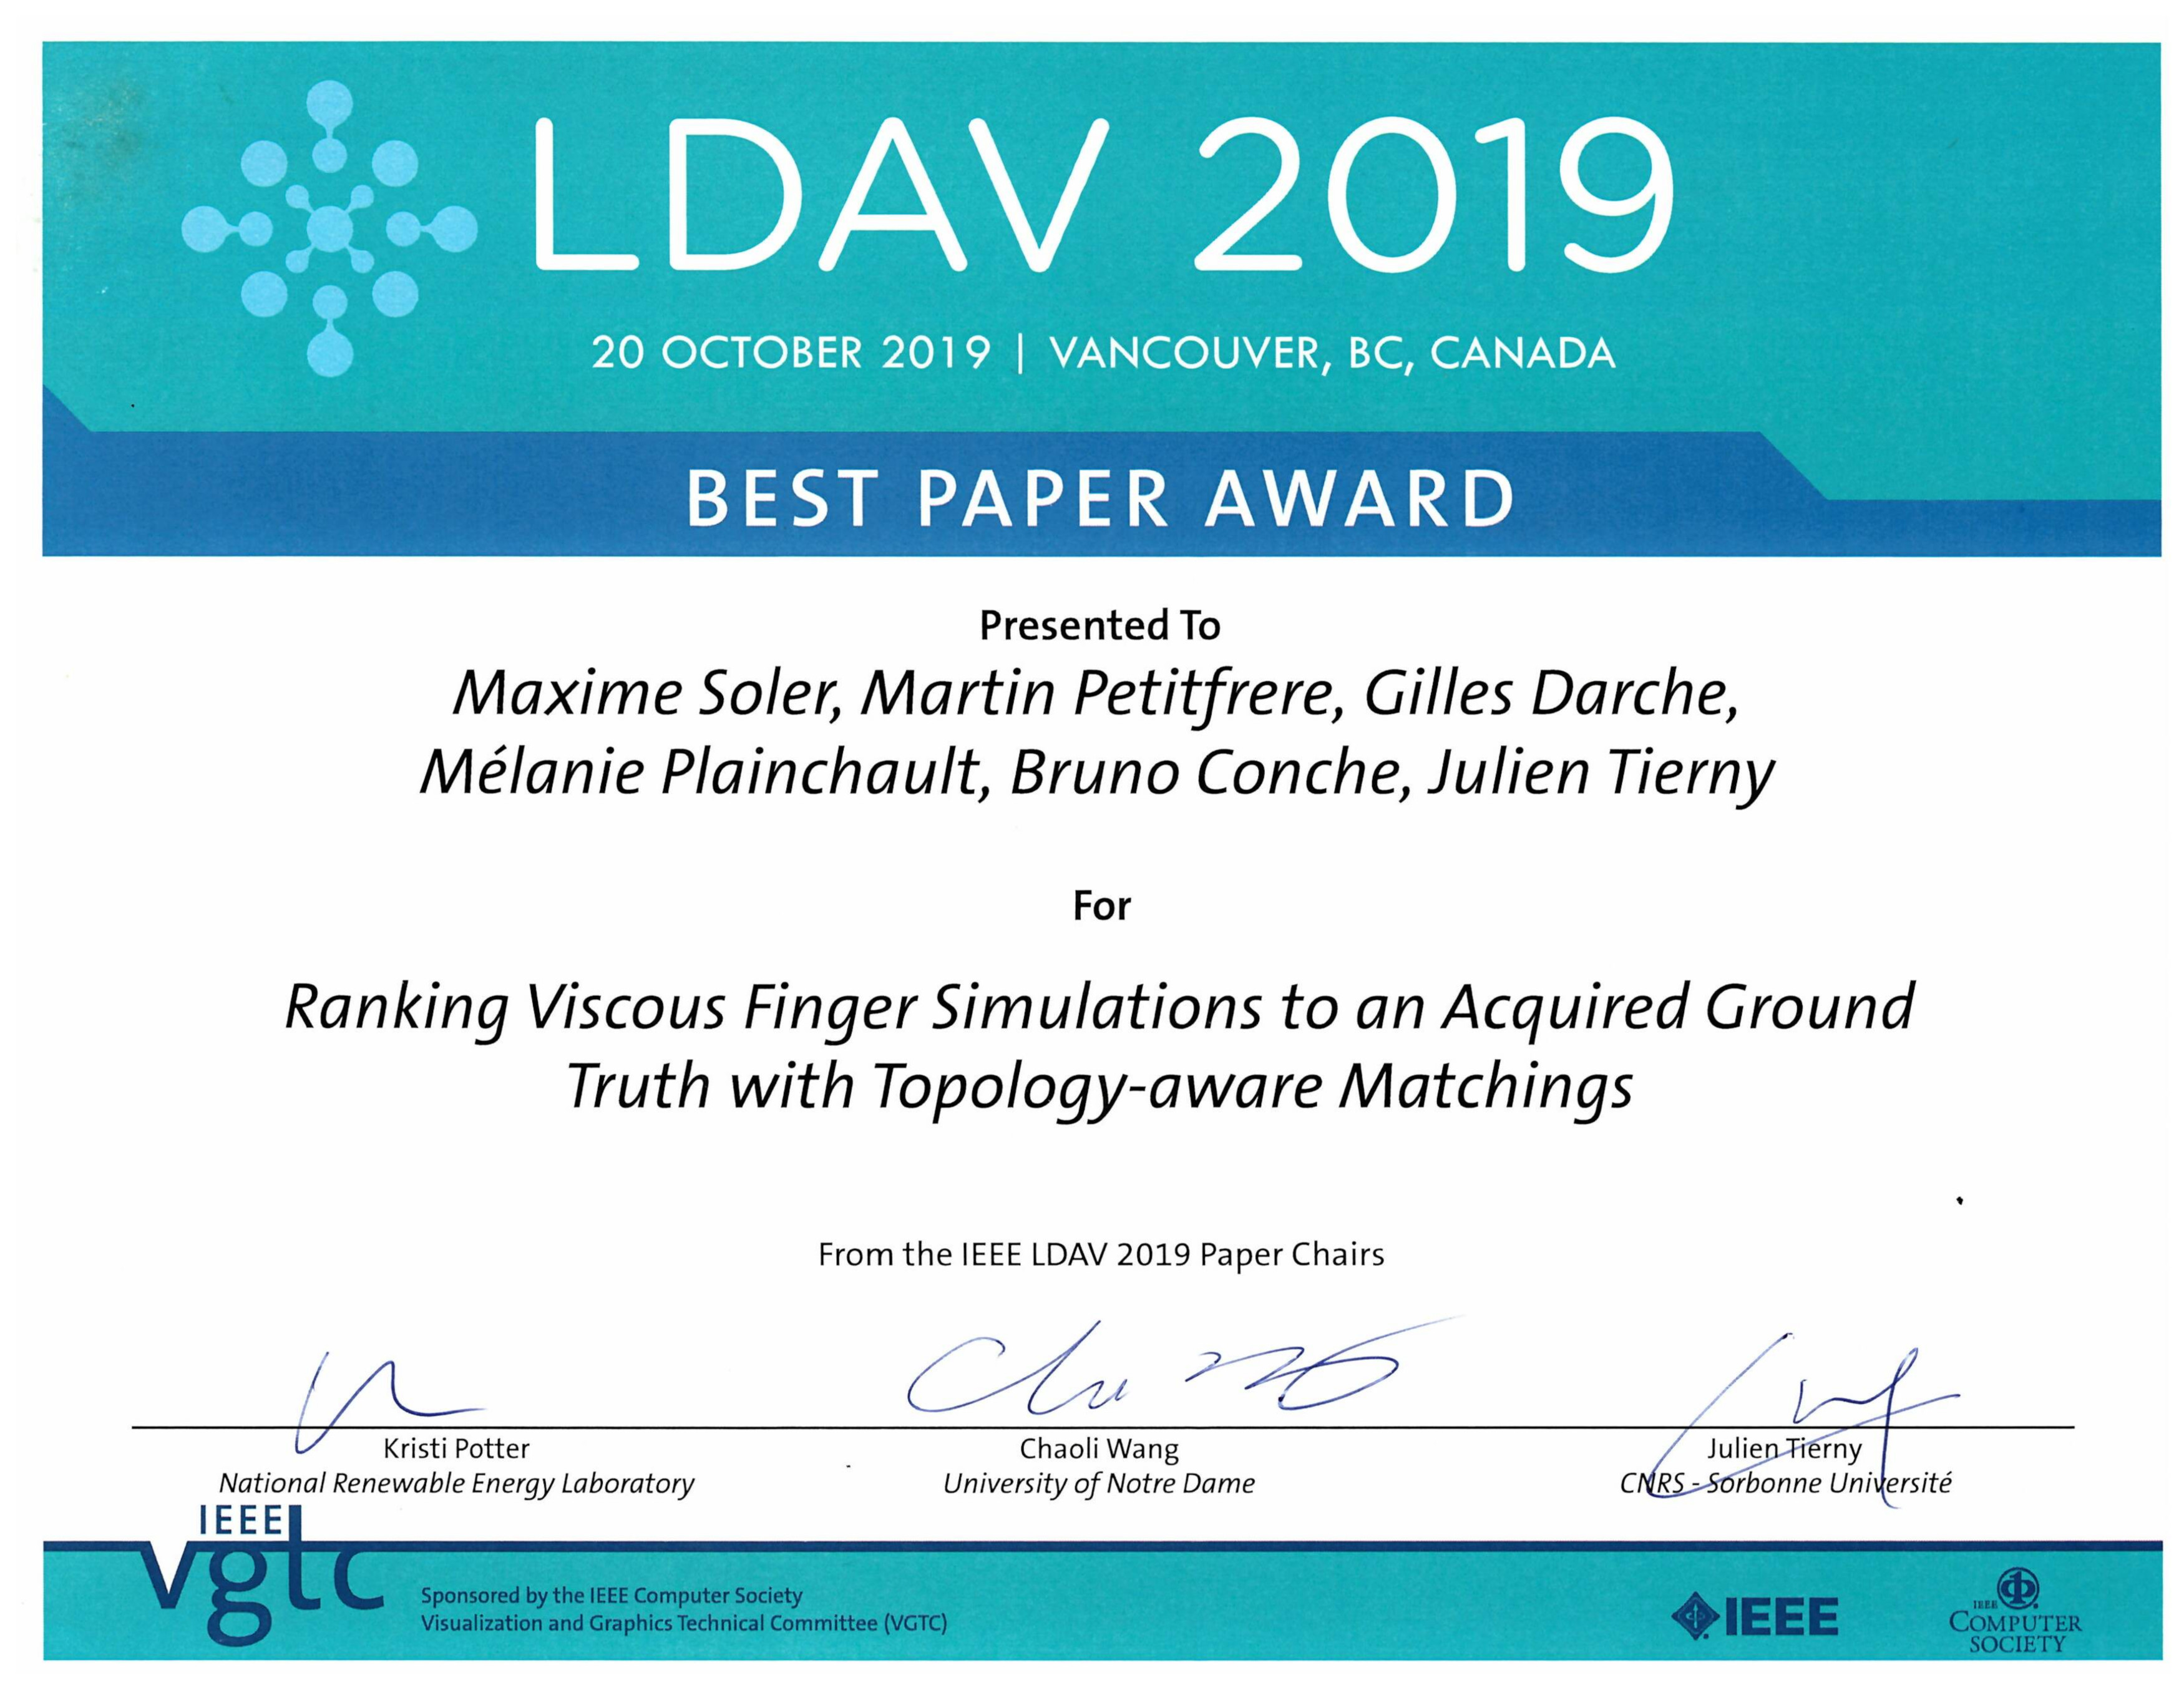 LDAV 2019
20 OCTOBER 2019 | VANCOUVER, BC, CANADA
BEST PAPER AWARD
Presented To
Maxime Soler, Martin Petitfrere, Gilles Darche,
Mélanie Plainchault, Bruno Conche, Julien Tierny
For
Ranking Viscous Finger Simulations to an Acquired Ground
Truth with Topology-aware Matchings
From the IEEE LDAV 2019 Paper Chairs
Kristi Potter
National Renewable Energy Laboratory
Chaoli Wang
University of Notre Dame
Julien Tierny
CNRS - Sorbonne Université
IEEE
vgtc
Sponsored by the IEEE Computer Society
Visualization and Graphics Technical Committee (VGTC)
IEEE
IEEE
COMPUTER
SOCIETY